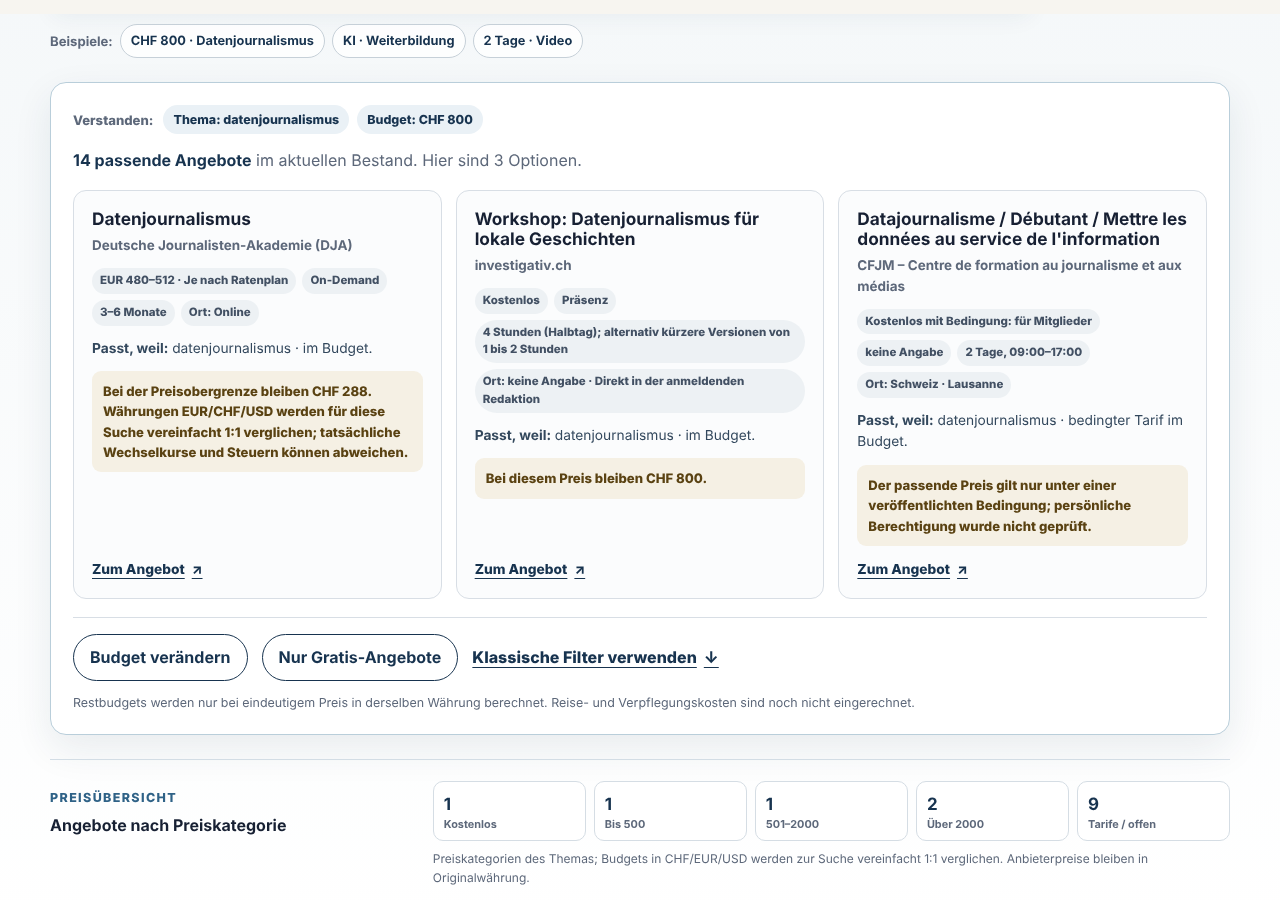 Beispiele: CHF 800 · Datenjournalismus KI · Weiterbildung 2 Tage · Video
Verstanden: Thema: datenjournalismus Budget: CHF 800
14 passende Angebote im aktuellen Bestand. Hier sind 3 Optionen.
Datenjournalismus
Deutsche Journalisten-Akademie (DJA)
EUR 480–512 · Je nach Ratenplan On-Demand
3–6 Monate Ort: Online
Passt, weil: datenjournalismus · im Budget.
Bei der Preisobergrenze bleiben CHF 288.
Währungen EUR/CHF/USD werden für diese
Suche vereinfacht 1:1 verglichen; tatsächliche
Wechselkurse und Steuern können abweichen.
Zum Angebot ↗
Workshop: Datenjournalismus für
lokale Geschichten
investigativ.ch
Kostenlos Präsenz
4 Stunden (Halbtag); alternativ kürzere Versionen von
1 bis 2 Stunden
Ort: keine Angabe · Direkt in der anmeldenden
Redaktion
Passt, weil: datenjournalismus · im Budget.
Bei diesem Preis bleiben CHF 800.
Zum Angebot ↗
Datajournalisme / Débutant / Mettre les
données au service de l'information
CFJM – Centre de formation au journalisme et aux
médias
Kostenlos mit Bedingung: für Mitglieder
keine Angabe 2 Tage, 09:00–17:00
Ort: Schweiz · Lausanne
Passt, weil: datenjournalismus · bedingter Tarif im
Budget.
Der passende Preis gilt nur unter einer
veröffentlichten Bedingung; persönliche
Berechtigung wurde nicht geprüft.
Zum Angebot ↗
Budget verändern Nur Gratis-Angebote Klassische Filter verwenden ↓
Restbudgets werden nur bei eindeutigem Preis in derselben Währung berechnet. Reise- und Verpflegungskosten sind noch nicht eingerechnet.
PREISÜBERSICHT
Angebote nach Preiskategorie
1
Kostenlos
1
Bis 500
1
501–2000
2
Über 2000
9
Tarife / offen
Preiskategorien des Themas; Budgets in CHF/EUR/USD werden zur Suche vereinfacht 1:1 verglichen. Anbieterpreise bleiben in
Originalwährung.